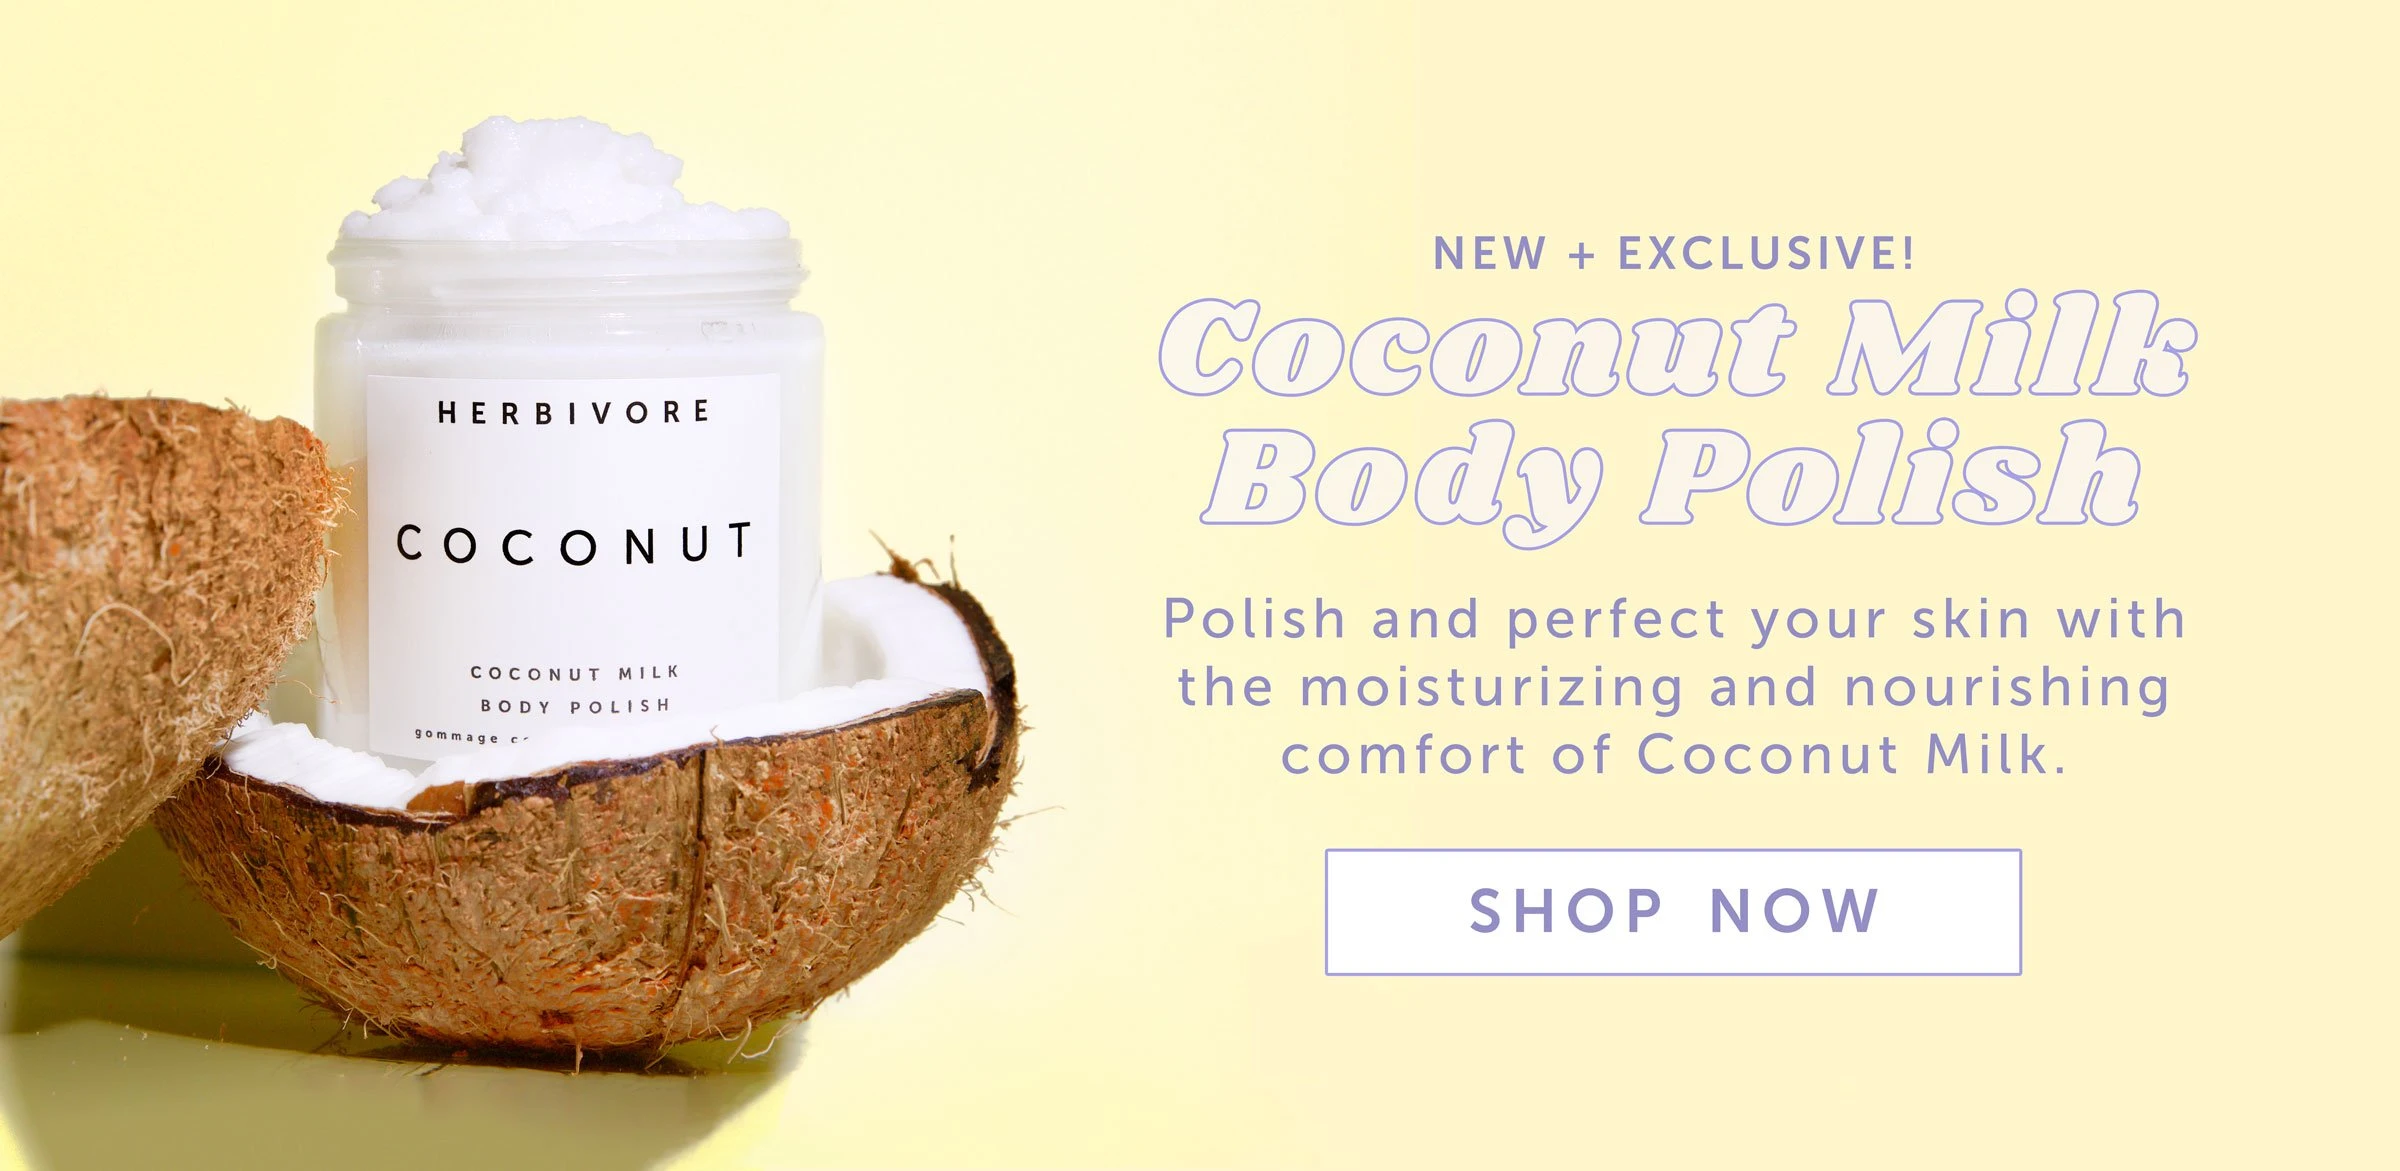 HERBIVORE
COCONUT
COCONUT MILK
BODY POLISH
gommage
NEW + EXCLUSIVE!
Coconut Milk
Body Polish
Polish and perfect your skin with
the moisturizing and nourishing
comfort of Coconut Milk.
SHOP NOW